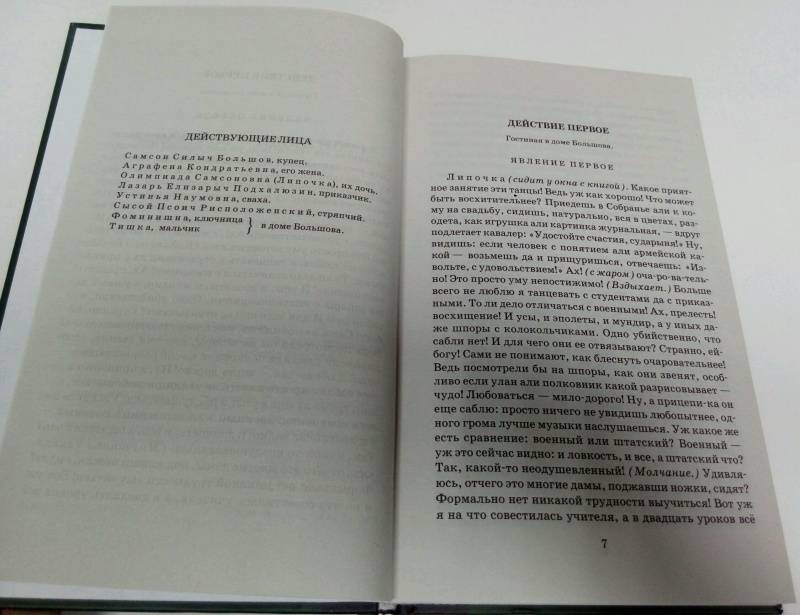 ДЕЙСТВУЮЩИЕ ЛИЦА
Самсон Силыч Большов, купец.
Аграфена Кондратьевна, его жена.
Олимпиада Самсоновна (Липочка), их дочь.
Лазарь Елизарыч Подхалюзин, приказчик.
Устинья Наумовна, сваха.
Сысой Псоич Рисположенский, стряпчий.
Фоминишна, ключница
Тишка, мальчик } в доме Большова.
ДЕЙСТВИЕ ПЕРВОЕ
Гостиная в доме Большова.
ЯВЛЕНИЕ ПЕРВОЕ
Липочка (сидит у окна с книгой). Какое прият-
ное занятие эти танцы! Ведь уж как хорошо! Что может
быть восхитительнее? Приедешь в Собранье али к ко-
му на свадьбу, сидишь, натурально, вся в цветах, раз-
одета, как игрушка али картинка журнальная, — вдруг
подлетает кавалер: «Удостойте счастия, сударыня!» Ну,
видишь: если человек с понятием али армейской ка-
кой — возьмешь да и прищуришься, отвечаешь: «Из-
вольте, с удовольствием!» Ах! (с жаром) оча-ро-ва-тель-
но! Это просто уму непостижимо! (Вздыхает.) Больше
всего не люблю я танцевать с студентами да с приказ-
ными. То ли дело отличаться с военными! Ах, прелесть!
восхищение! И усы, и эполеты, и мундир, а у иных да-
же шпоры с колокольчиками. Одно убийственно, что
сабли нет! И для чего они ее отвязывают? Странно, ей-
богу! Сами не понимают, как блеснуть очаровательнее!
Ведь посмотрели бы на шпоры, как они звенят, особ-
ливо если улан али полковник какой разрисовывает —
чудо! Любоваться — мило-дорого! Ну, а прицепи-ка он
еще саблю: просто ничего не увидишь любопытнее, од-
ного грома лучше музыки наслушаешься. Уж какое же
есть сравнение: военный или штатский? Военный —
уж это сейчас видно: и ловкость, и все, а штатский что?
Так, какой-то неодушевленный! (Молчание.) Удивля-
юсь, отчего это многие дамы, поджавши ножки, сидят?
Формально нет никакой трудности выучиться! Вот уж
я на что совестилась учителя, а в двадцать уроков всё
7